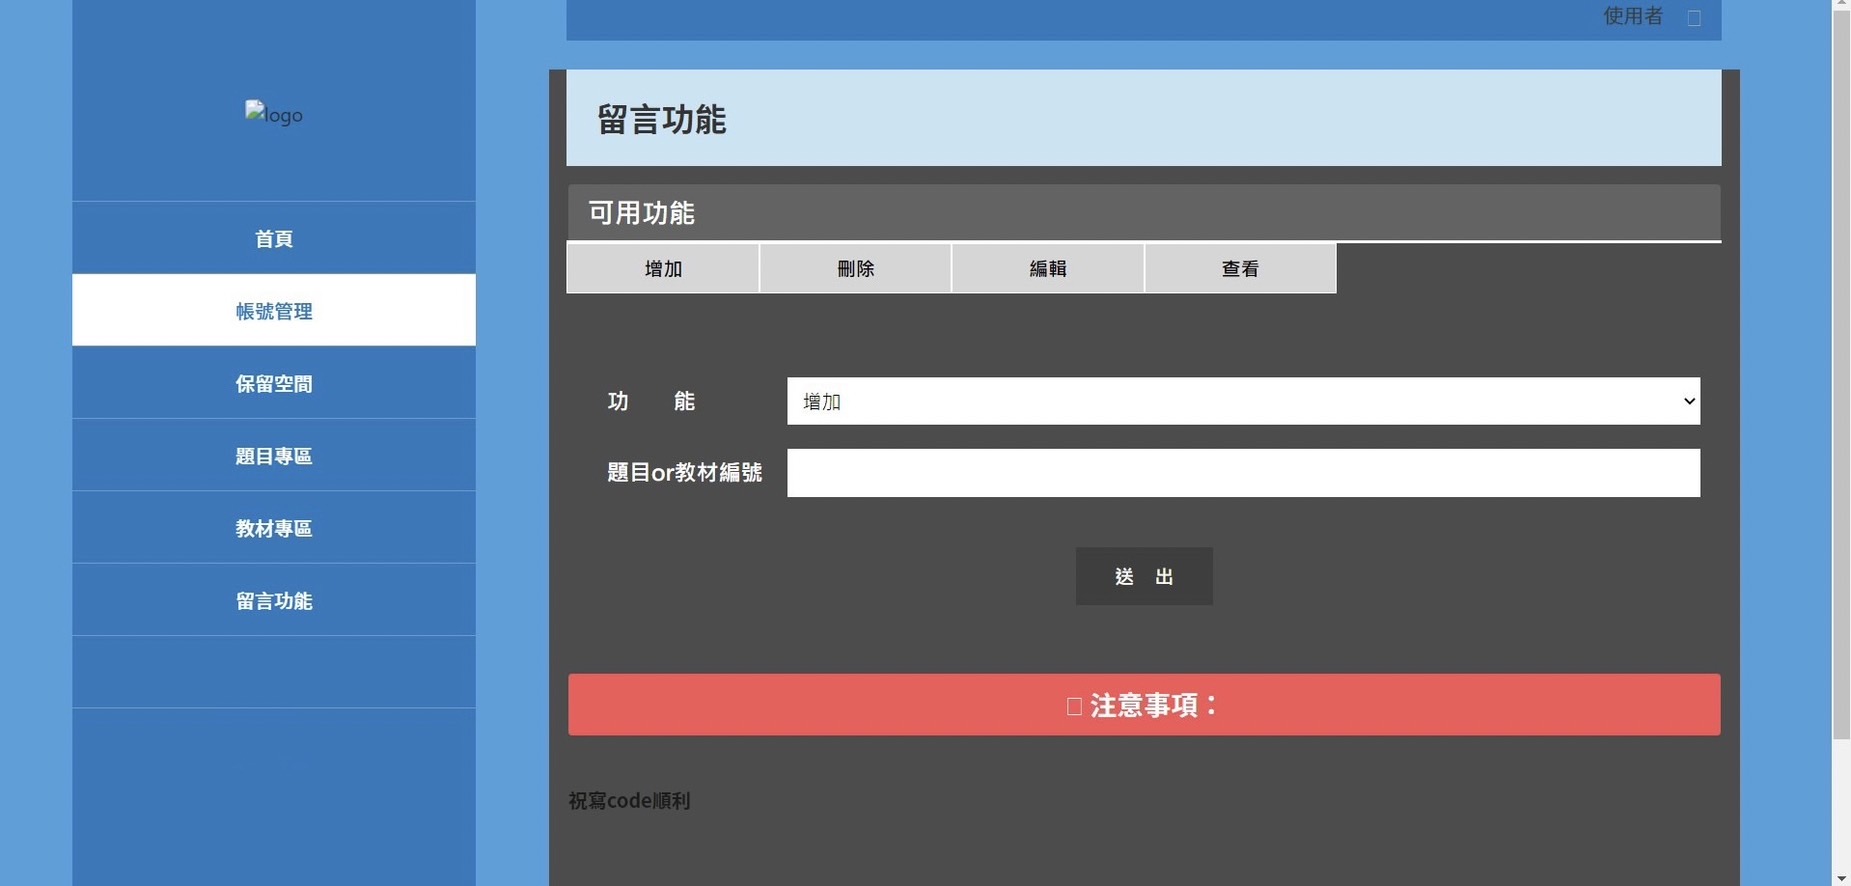 使用者
logo
首頁
帳號管理
保留空間
題目專區
教材專區
留言功能
留言功能
可用功能
增加 刪除 編輯 查看
功 能 增加
題目or教材編號
送 出
注意事項：
祝寫code順利